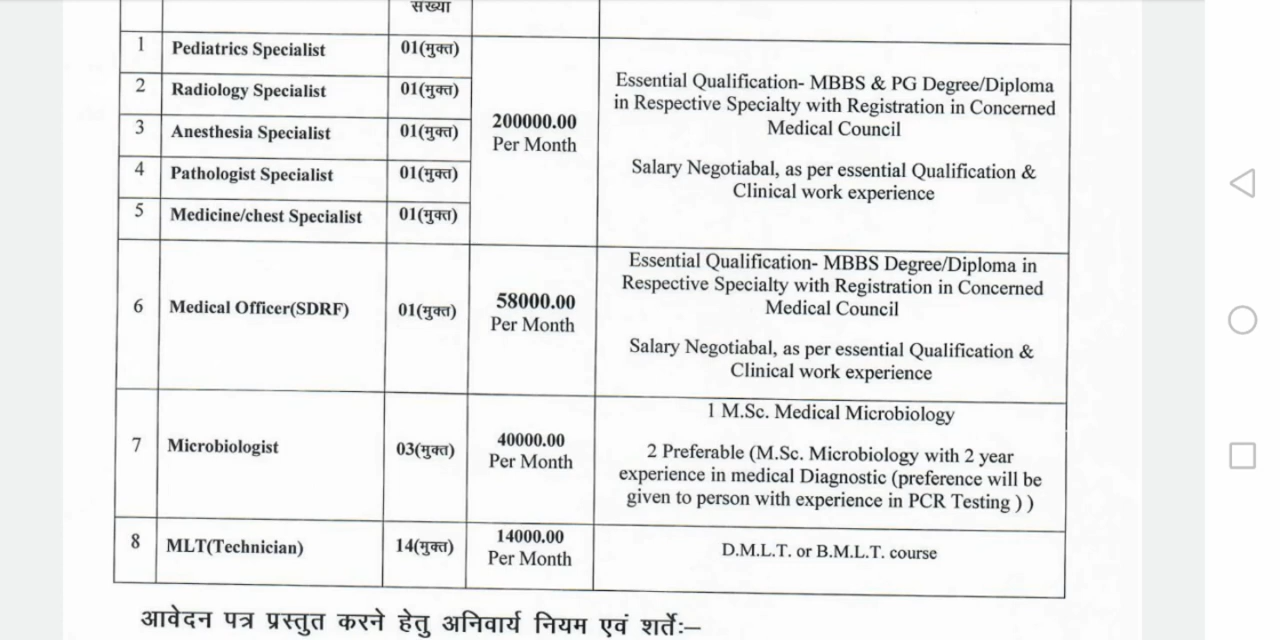 संख्या
1 Pediatrics Specialist 01(मुक्त)
2 Radiology Specialist 01(मुक्त)
3 Anesthesia Specialist 01(मुक्त)
4 Pathologist Specialist 01(मुक्त)
5 Medicine/chest Specialist 01(मुक्त)
200000.00
Per Month
Essential Qualification- MBBS & PG Degree/Diploma
in Respective Specialty with Registration in Concerned
Medical Council
Salary Negotiabal, as per essential Qualification &
Clinical work experience
6 Medical Officer(SDRF) 01(मुक्त)
58000.00
Per Month
Essential Qualification- MBBS Degree/Diploma in
Respective Specialty with Registration in Concerned
Medical Council
Salary Negotiabal, as per essential Qualification &
Clinical work experience
7 Microbiologist 03(मुक्त)
40000.00
Per Month
1 M.Sc. Medical Microbiology
2 Preferable (M.Sc. Microbiology with 2 year
experience in medical Diagnostic (preference will be
given to person with experience in PCR Testing ) )
8 MLT(Technician) 14(मुक्त)
14000.00
Per Month
D.M.L.T. or B.M.L.T. course
आवेदन पत्र प्रस्तुत करने हेतु अनिवार्य नियम एवं शर्तेः–